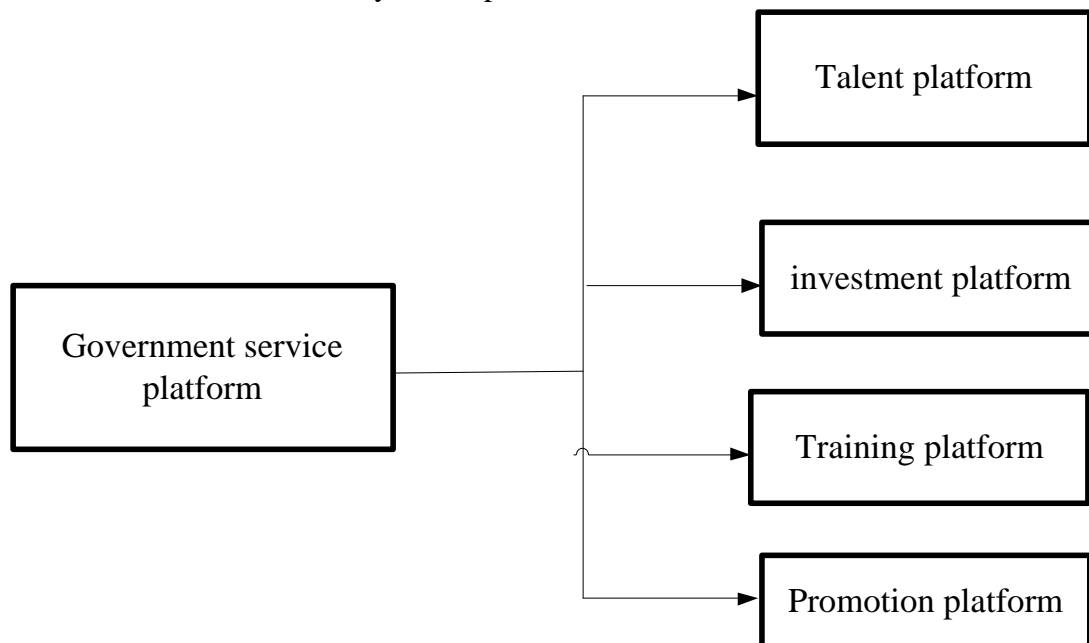 Talent platform
investment platform
Government service
platform
Training platform
Promotion platform